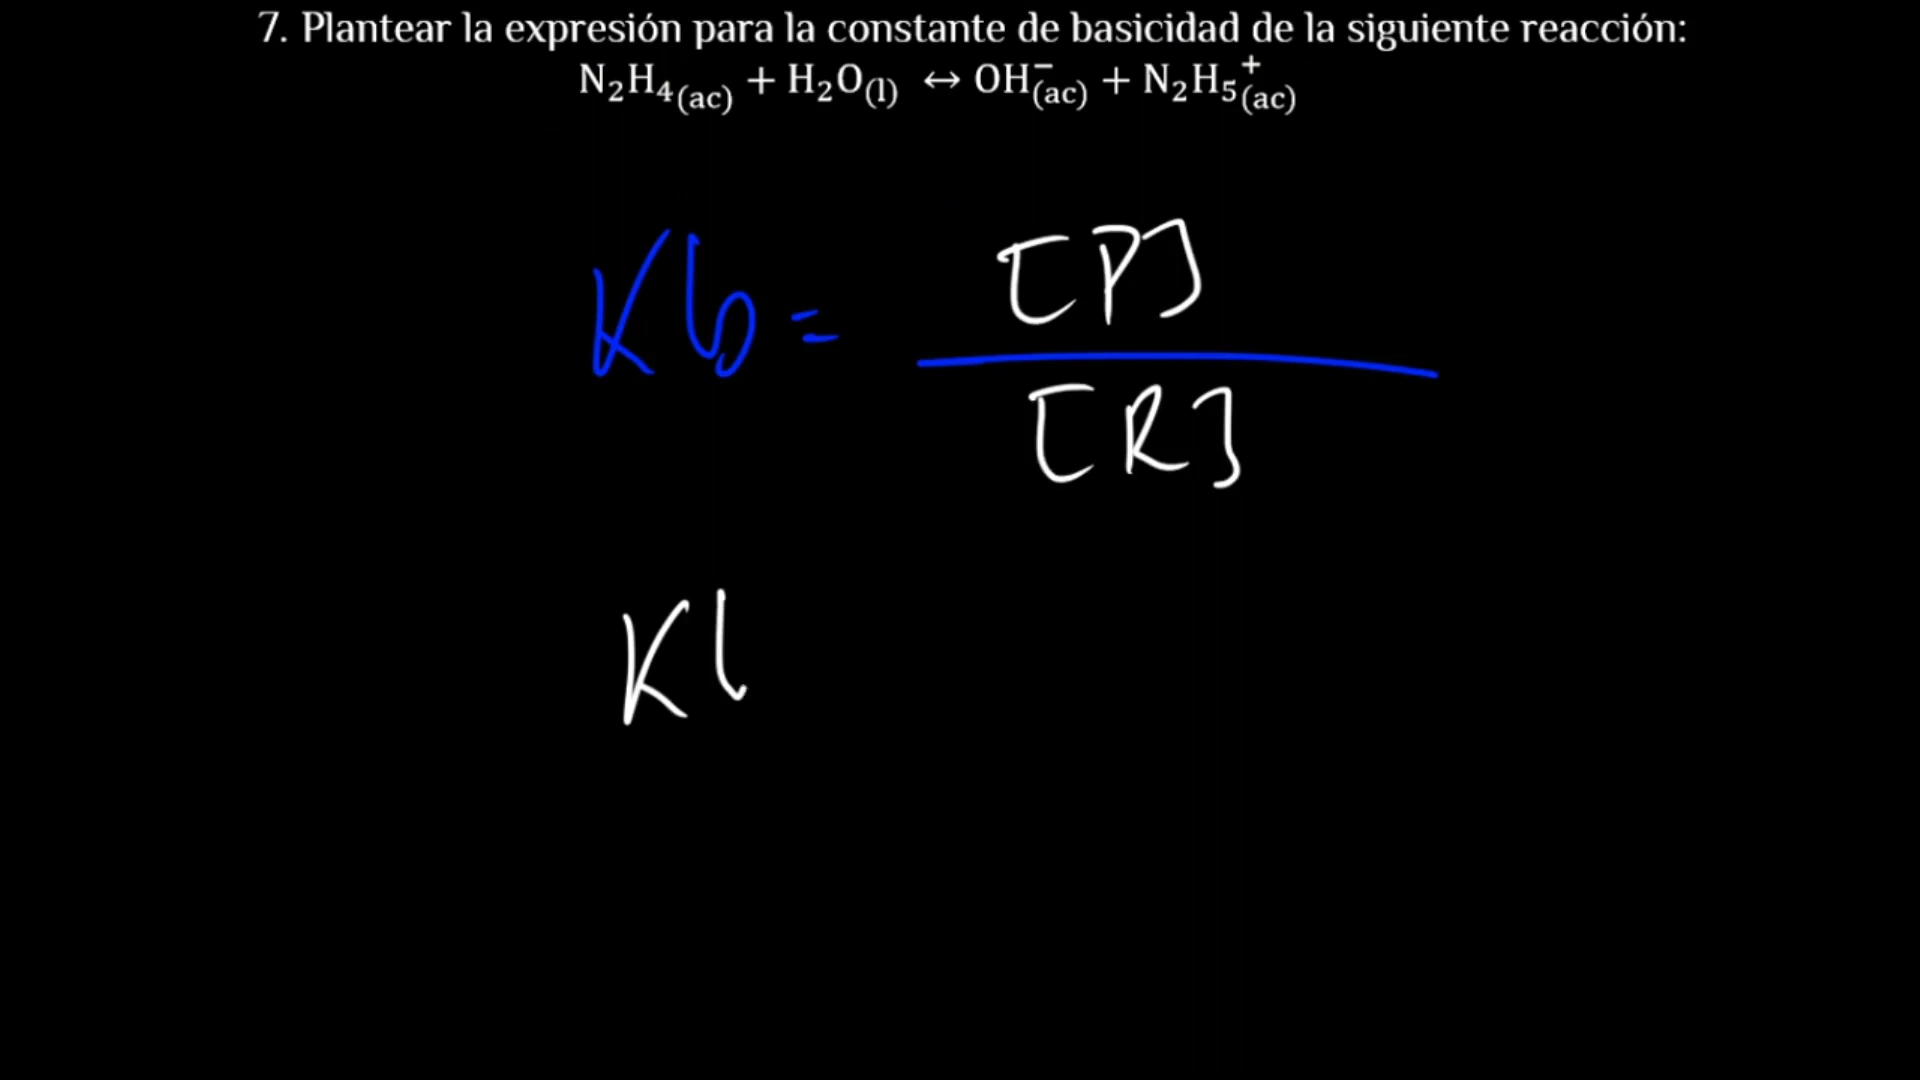 7. Plantear la expresión para la constante de basicidad de la siguiente reacción:
N₂H₄(ac) + H₂O(l) ↔ OH⁻(ac) + N₂H₅⁺(ac)
Kb = [P]
[R]
K